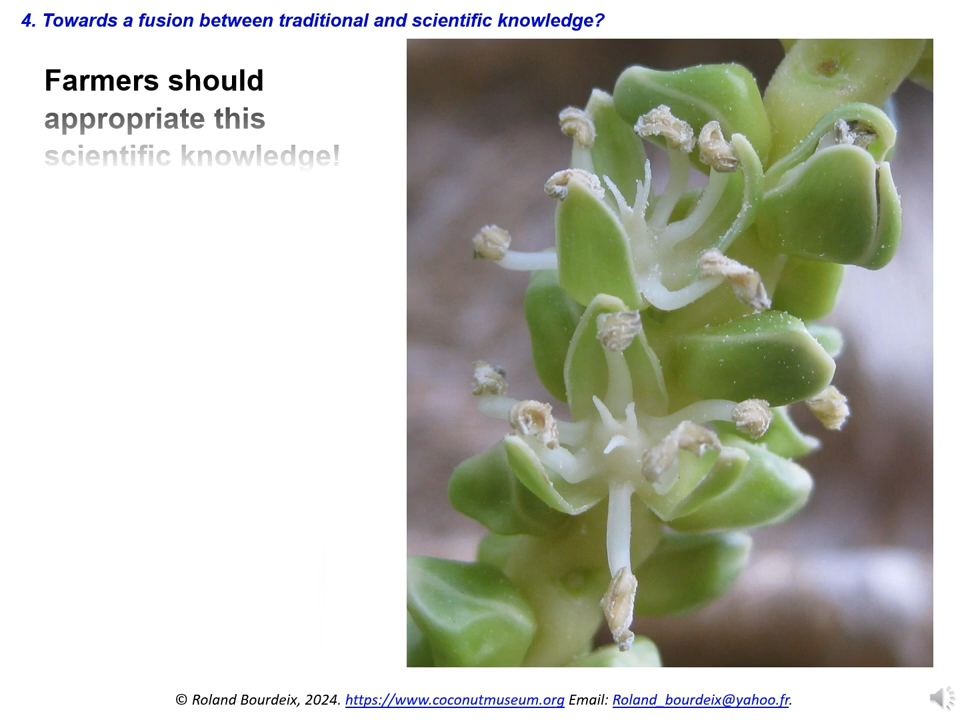 4. Towards a fusion between traditional and scientific knowledge?
Farmers should
appropriate this
scientific knowledge!
© Roland Bourdeix, 2024. https://www.coconutmuseum.org Email: Roland_bourdeix@yahoo.fr.